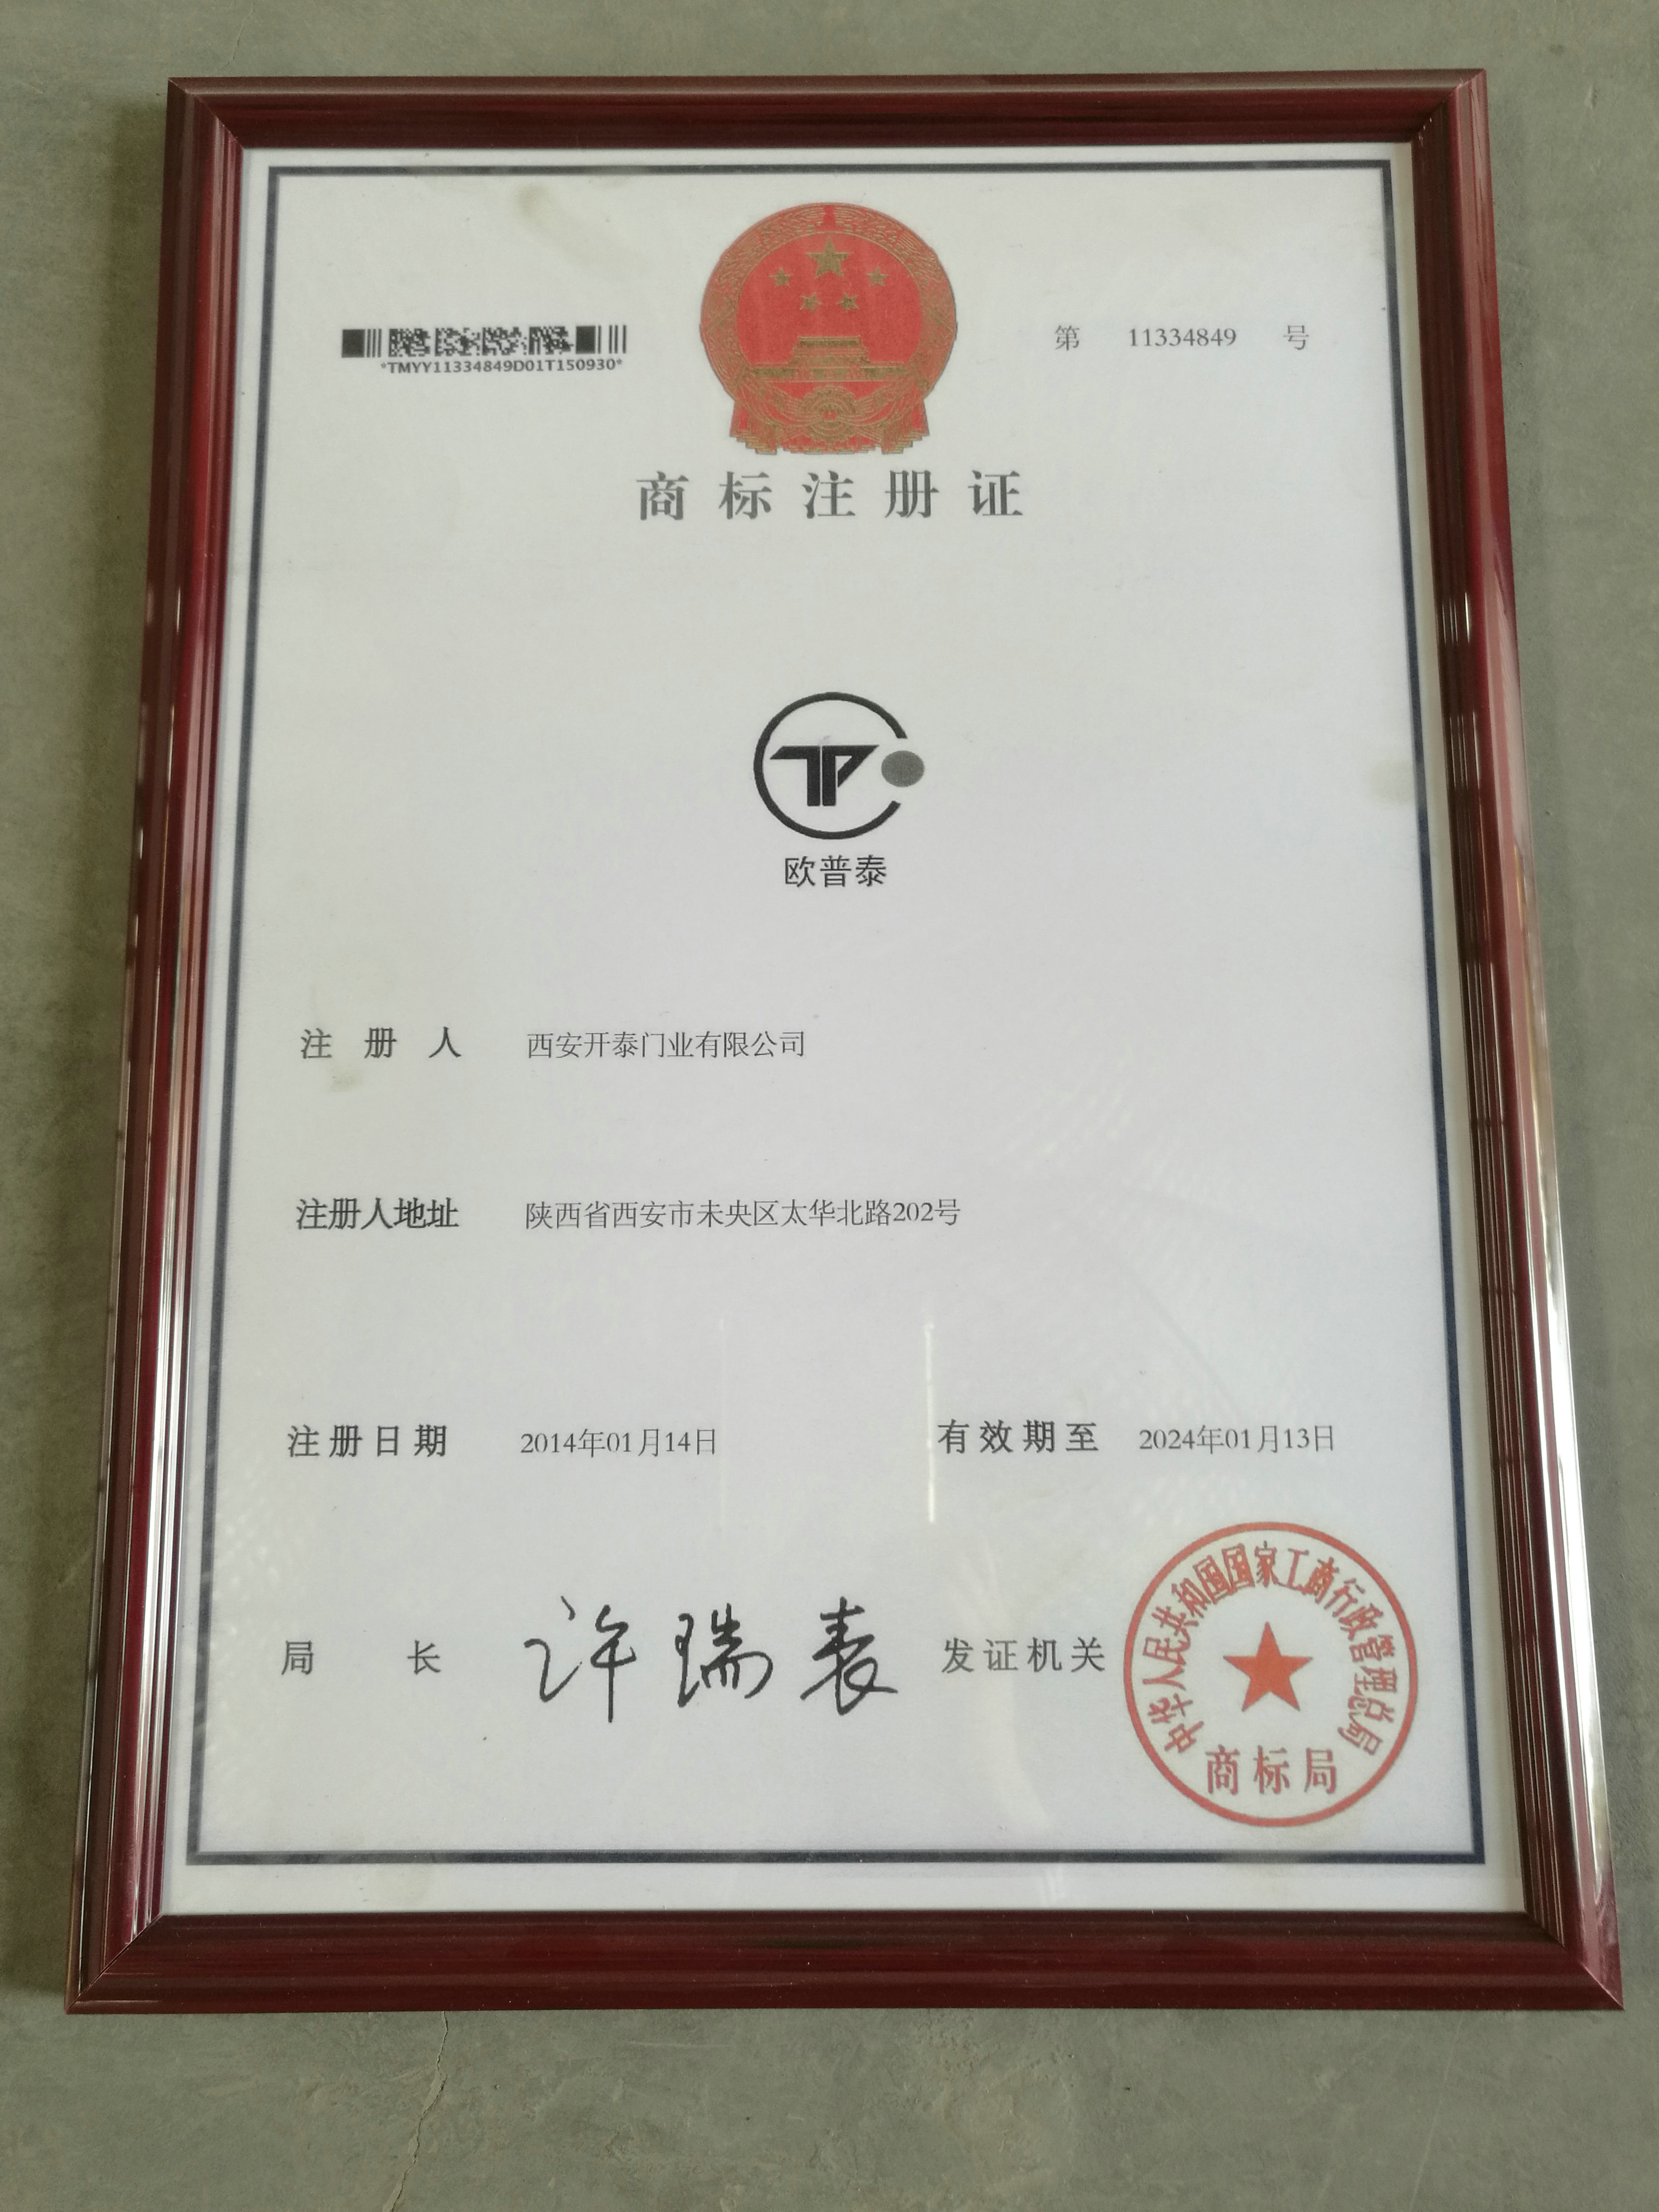 第 11334849 号
*TMYY11334849D01T150930*
商标注册证
TP
欧普泰
注册人 西安开泰门业有限公司
注册人地址 陕西省西安市未央区太华北路202号
注册日期 2014年01月14日 有效期至 2024年01月13日
局长 许瑞表 发证机关
中华人民共和国国家工商行政管理总局
商标局